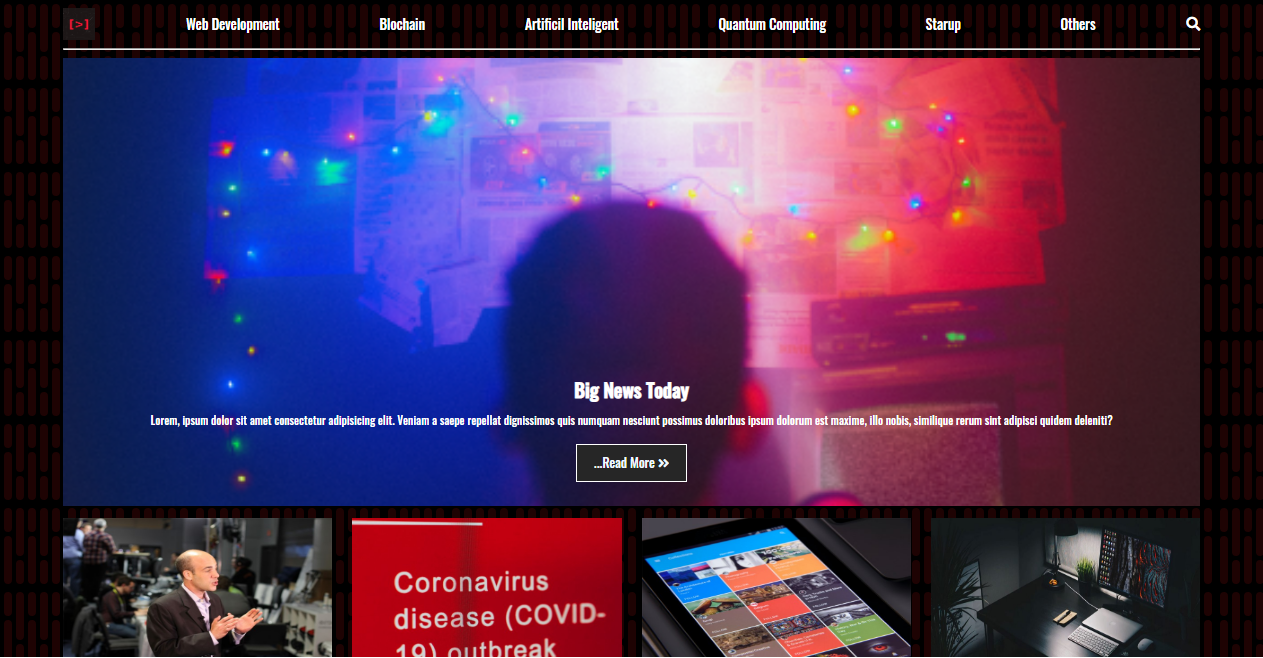 [>]
Web Development
Blochain
Artificil Inteligent
Quantum Computing
Starup
Others
Big News Today
Lorem, ipsum dolor sit amet consectetur adipisicing elit. Veniam a saepe repellat dignissimos quis numquam nesciunt possimus doloribus ipsum dolorum est maxime, illo nobis, similique rerum sint adipisci quidem deleniti?
...Read More »
Coronavirus
disease (COVID-
19) outbreak